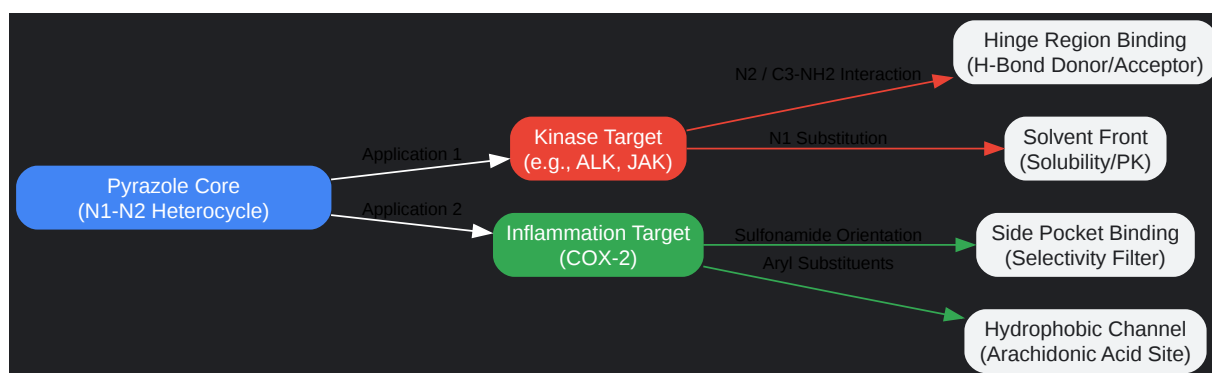 Pyrazole Core
(N1-N2 Heterocycle)
Application 1
Application 2
Kinase Target
(e.g., ALK, JAK)
Inflammation Target
(COX-2)
N2 / C3-NH2 Interaction
N1 Substitution
Sulfonamide Orientation
Aryl Substituents
Hinge Region Binding
(H-Bond Donor/Acceptor)
Solvent Front
(Solubility/PK)
Side Pocket Binding
(Selectivity Filter)
Hydrophobic Channel
(Arachidonic Acid Site)